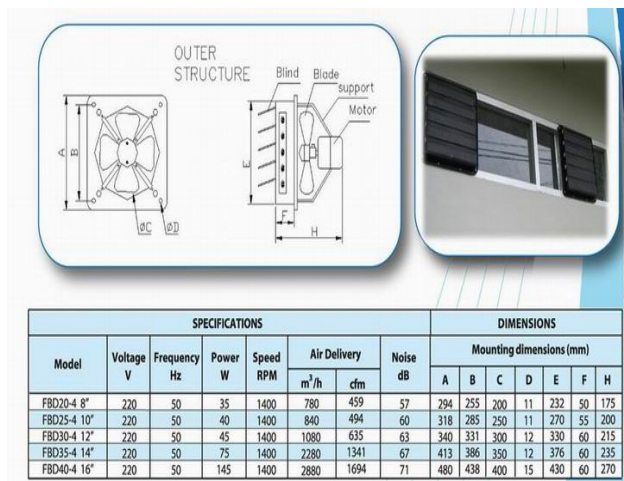 OUTER
STRUCTURE
Blind
Blade
support
Motor
A
B
E
F
H
øC
øD
SPECIFICATIONS DIMENSIONS
Model Voltage V Frequency Hz Power W Speed RPM Air Delivery Noise dB Mounting dimensions (mm)
m³/h cfm A B C D E F H
FBD20-4 8" 220 50 35 1400 780 459 57 294 255 200 11 232 50 175
FBD25-4 10" 220 50 40 1400 840 494 60 318 285 250 11 270 55 200
FBD30-4 12" 220 50 45 1400 1080 635 63 340 331 300 12 330 60 215
FBD35-4 14" 220 50 75 1400 2280 1341 67 413 386 350 12 376 60 235
FBD40-4 16" 220 50 145 1400 2880 1694 71 480 438 400 15 430 60 270